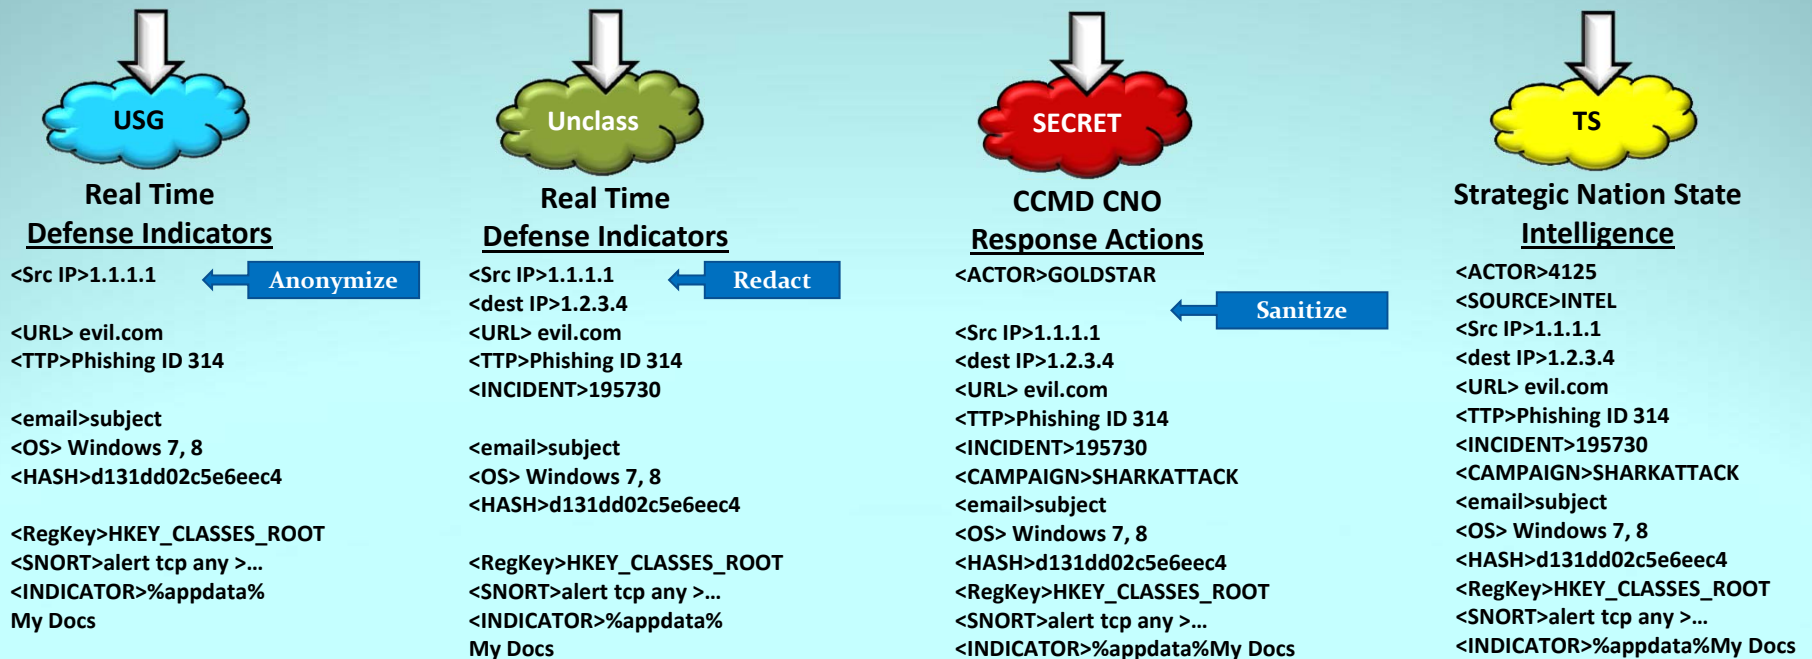 USG
Real Time
Defense Indicators
<Src IP>1.1.1.1
Anonymize
<URL> evil.com
<TTP>Phishing ID 314
<email>subject
<OS> Windows 7, 8
<HASH>d131dd02c5e6eec4
<RegKey>HKEY_CLASSES_ROOT
<SNORT>alert tcp any >...
<INDICATOR>%appdata%
My Docs
Unclass
Real Time
Defense Indicators
<Src IP>1.1.1.1
Redact
<dest IP>1.2.3.4
<URL> evil.com
<TTP>Phishing ID 314
<INCIDENT>195730
<email>subject
<OS> Windows 7, 8
<HASH>d131dd02c5e6eec4
<RegKey>HKEY_CLASSES_ROOT
<SNORT>alert tcp any >...
<INDICATOR>%appdata%
My Docs
SECRET
CCMD CNO
Response Actions
<ACTOR>GOLDSTAR
Sanitize
<Src IP>1.1.1.1
<dest IP>1.2.3.4
<URL> evil.com
<TTP>Phishing ID 314
<INCIDENT>195730
<CAMPAIGN>SHARKATTACK
<email>subject
<OS> Windows 7, 8
<HASH>d131dd02c5e6eec4
<RegKey>HKEY_CLASSES_ROOT
<SNORT>alert tcp any >...
<INDICATOR>%appdata%My Docs
TS
Strategic Nation State
Intelligence
<ACTOR>4125
<SOURCE>INTEL
<Src IP>1.1.1.1
<dest IP>1.2.3.4
<URL> evil.com
<TTP>Phishing ID 314
<INCIDENT>195730
<CAMPAIGN>SHARKATTACK
<email>subject
<OS> Windows 7, 8
<HASH>d131dd02c5e6eec4
<RegKey>HKEY_CLASSES_ROOT
<SNORT>alert tcp any >...
<INDICATOR>%appdata%My Docs